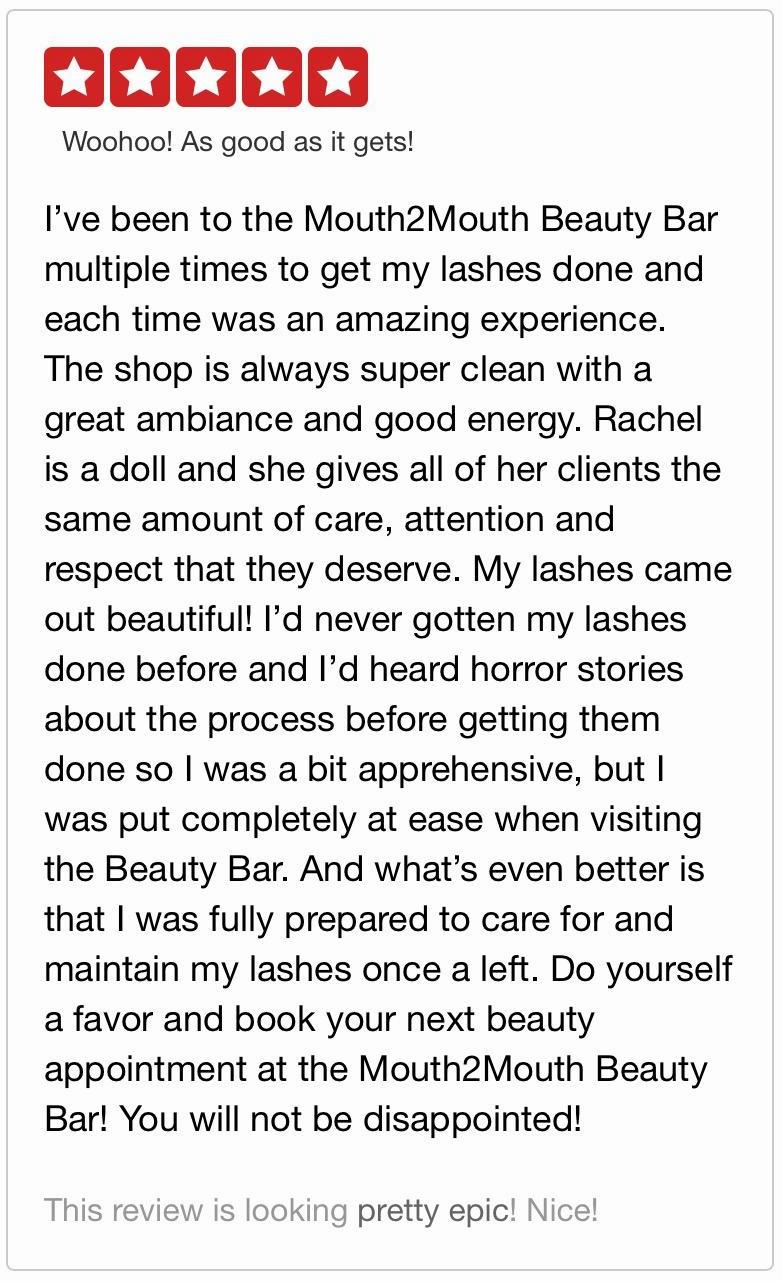 Woohoo! As good as it gets!
I’ve been to the Mouth2Mouth Beauty Bar
multiple times to get my lashes done and
each time was an amazing experience.
The shop is always super clean with a
great ambiance and good energy. Rachel
is a doll and she gives all of her clients the
same amount of care, attention and
respect that they deserve. My lashes came
out beautiful! I’d never gotten my lashes
done before and I’d heard horror stories
about the process before getting them
done so I was a bit apprehensive, but I
was put completely at ease when visiting
the Beauty Bar. And what’s even better is
that I was fully prepared to care for and
maintain my lashes once a left. Do yourself
a favor and book your next beauty
appointment at the Mouth2Mouth Beauty
Bar! You will not be disappointed!
This review is looking pretty epic! Nice!